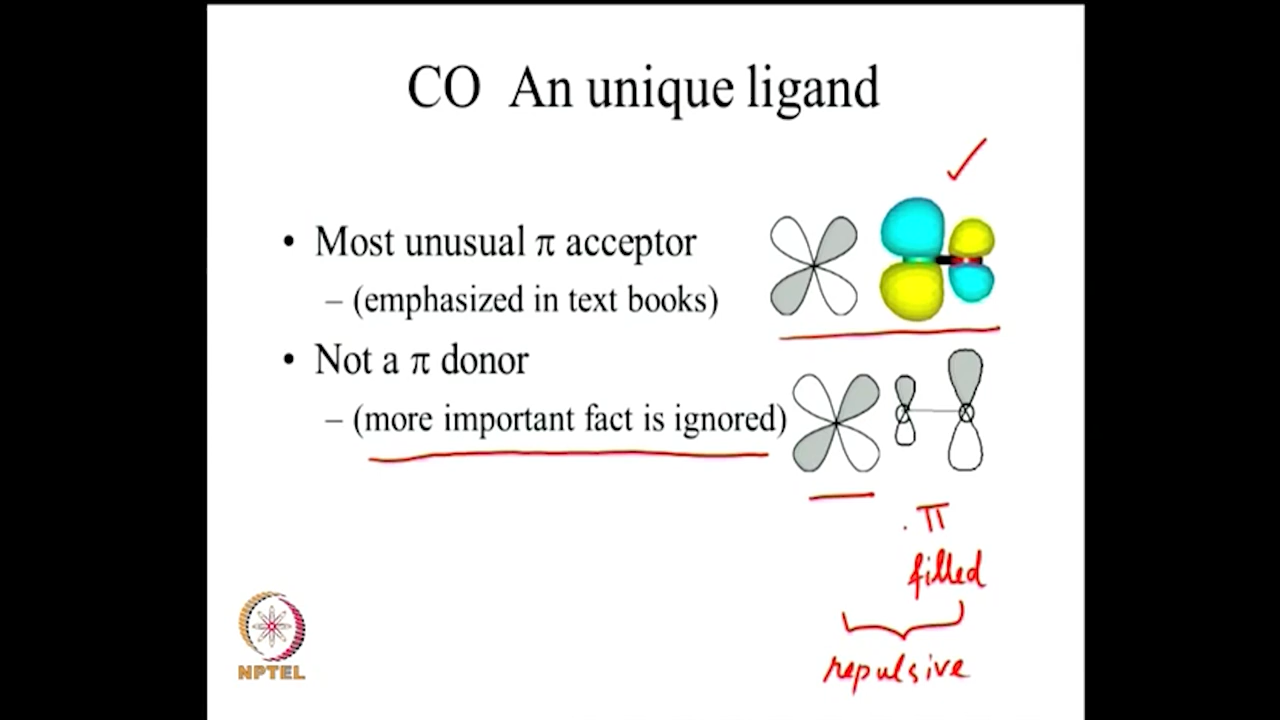 CO An unique ligand
• Most unusual π acceptor
– (emphasized in text books)
• Not a π donor
– (more important fact is ignored)
π
filled
repulsive
NPTEL